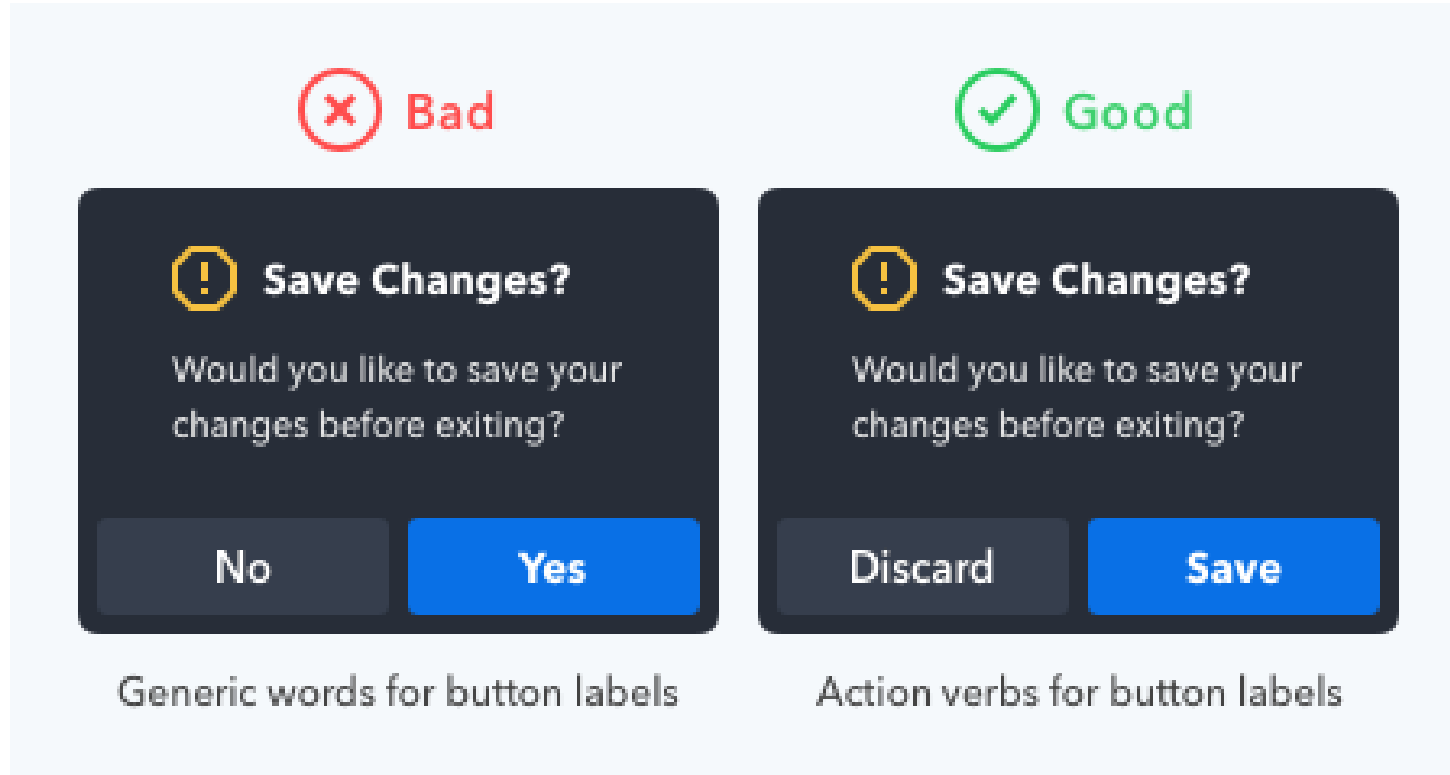 Bad
Save Changes?
Would you like to save your
changes before exiting?
No
Yes
Generic words for button labels
Good
Save Changes?
Would you like to save your
changes before exiting?
Discard
Save
Action verbs for button labels